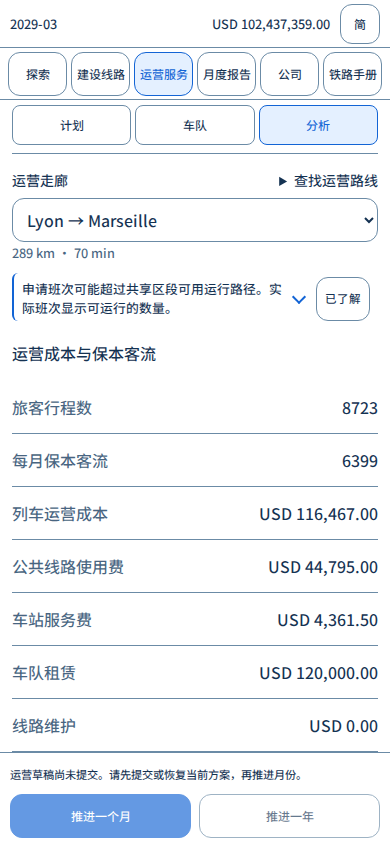 2029-03
USD 102,437,359.00
简
探索
建设线路
运营服务
月度报告
公司
铁路手册
计划
车队
分析
运营走廊
▶ 查找运营路线
Lyon → Marseille
289 km · 70 min
申请班次可能超过共享区段可用运行路径。实
际班次显示可运行的数量。
已了解
运营成本与保本客流
旅客行程数
8723
每月保本客流
6399
列车运营成本
USD 116,467.00
公共线路使用费
USD 44,795.00
车站服务费
USD 4,361.50
车队租赁
USD 120,000.00
线路维护
USD 0.00
运营草稿尚未提交。请先提交或恢复当前方案，再推进月份。
推进一个月
推进一年